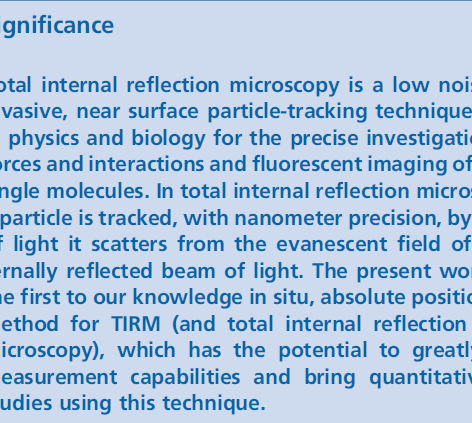 ignificance
otal internal reflection microscopy is a low nois
vasive, near surface particle-tracking technique
physics and biology for the precise investigati
orces and interactions and fluorescent imaging of
ngle molecules. In total internal reflection micros
particle is tracked, with nanometer precision, by
f light it scatters from the evanescent field of
ernally reflected beam of light. The present wor
he first to our knowledge in situ, absolute positio
ethod for TIRM (and total internal reflection
icroscopy), which has the potential to greatly
easurement capabilities and bring quantitativ
tudies using this technique.